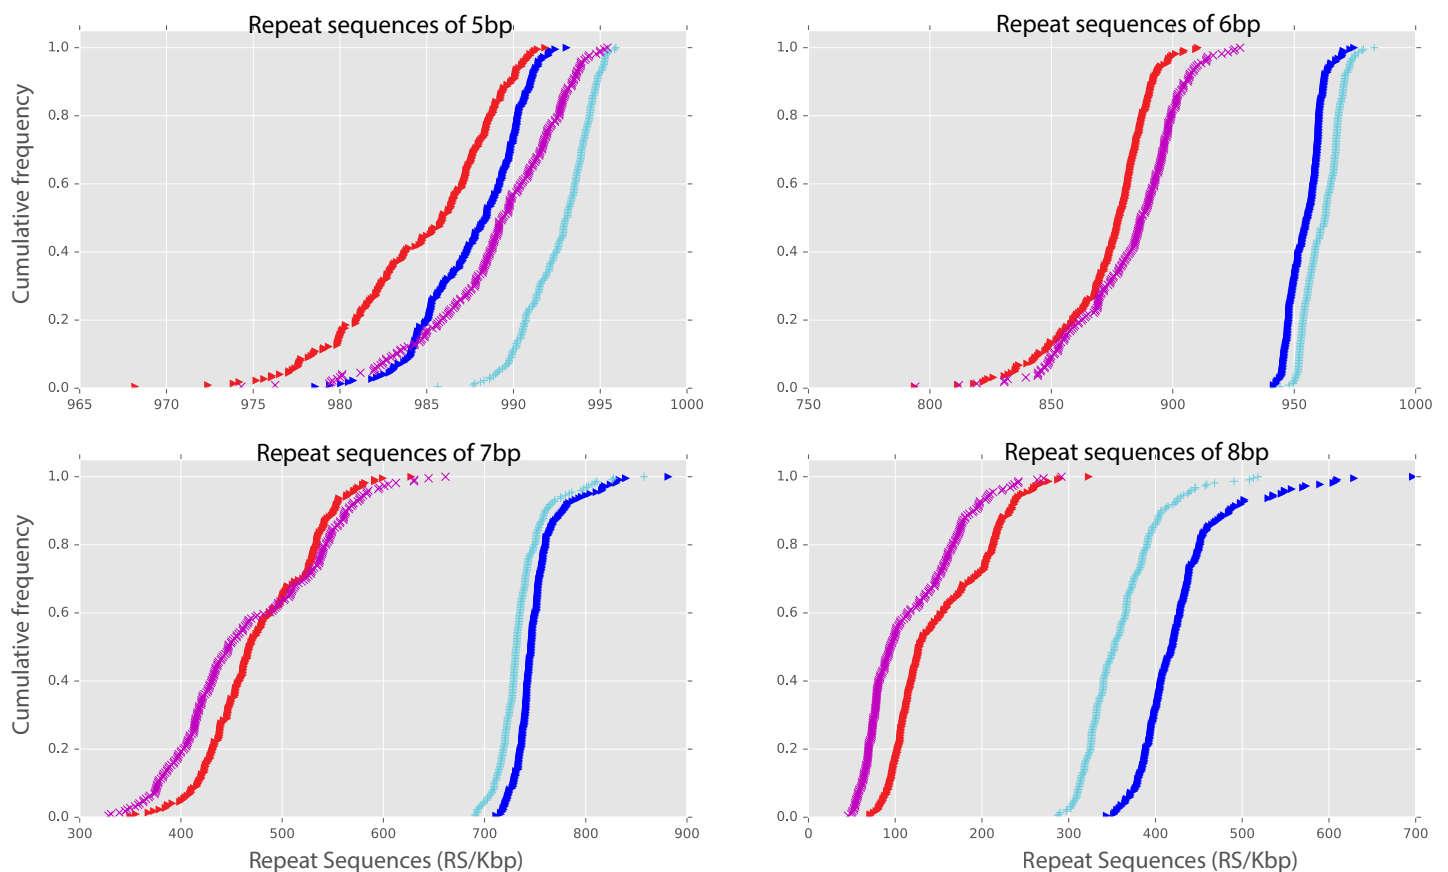 Repeat sequences of 5bp
Repeat sequences of 6bp
Cumulative frequency
1.0
0.8
0.6
0.4
0.2
0.0
965 970 975 980 985 990 995 1000
1.0
0.8
0.6
0.4
0.2
0.0
750 800 850 900 950 1000
Repeat sequences of 7bp
Repeat sequences of 8bp
Cumulative frequency
1.0
0.8
0.6
0.4
0.2
0.0
300 400 500 600 700 800 900
Repeat Sequences (RS/Kbp)
1.0
0.8
0.6
0.4
0.2
0.0
0 100 200 300 400 500 600 700
Repeat Sequences (RS/Kbp)